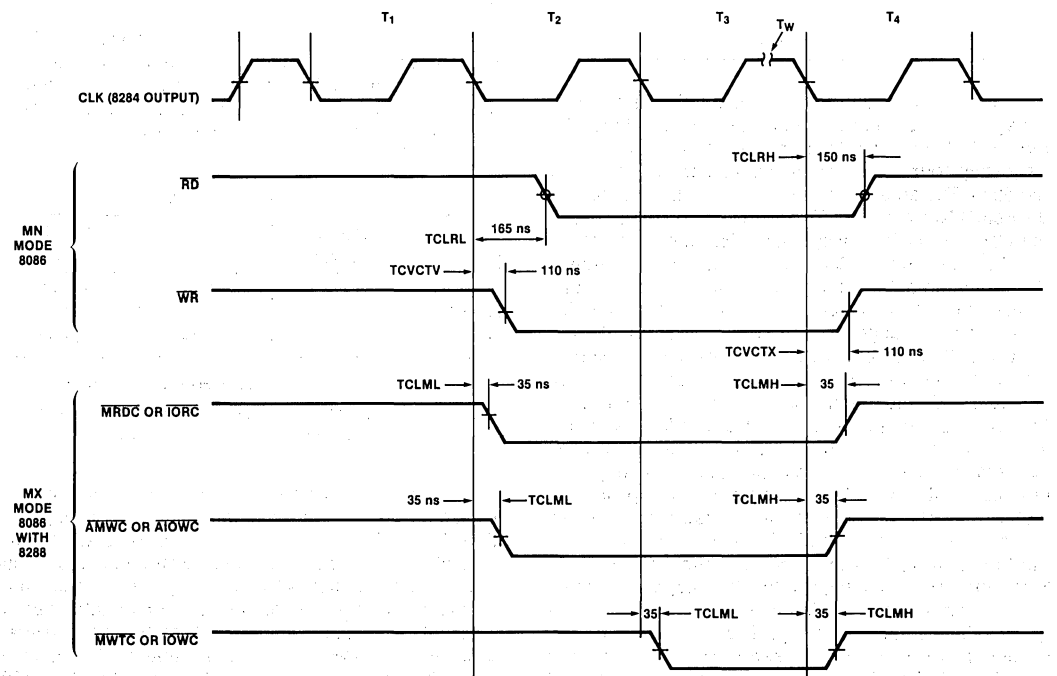 T1 T2 T3 T4
TW
CLK (8284 OUTPUT)
TCLRH 150 ns
RD
165 ns
TCLRL
MN
MODE
8086
TCVCTV 110 ns
WR
TCVCTX 110 ns
TCLML 35 ns TCLMH 35
MRDC OR IORC
MX
MODE
8086
WITH
8288
35 ns TCLML TCLMH 35
AMWC OR AIOWC
35 TCLML 35 TCLMH
MWTC OR IOWC